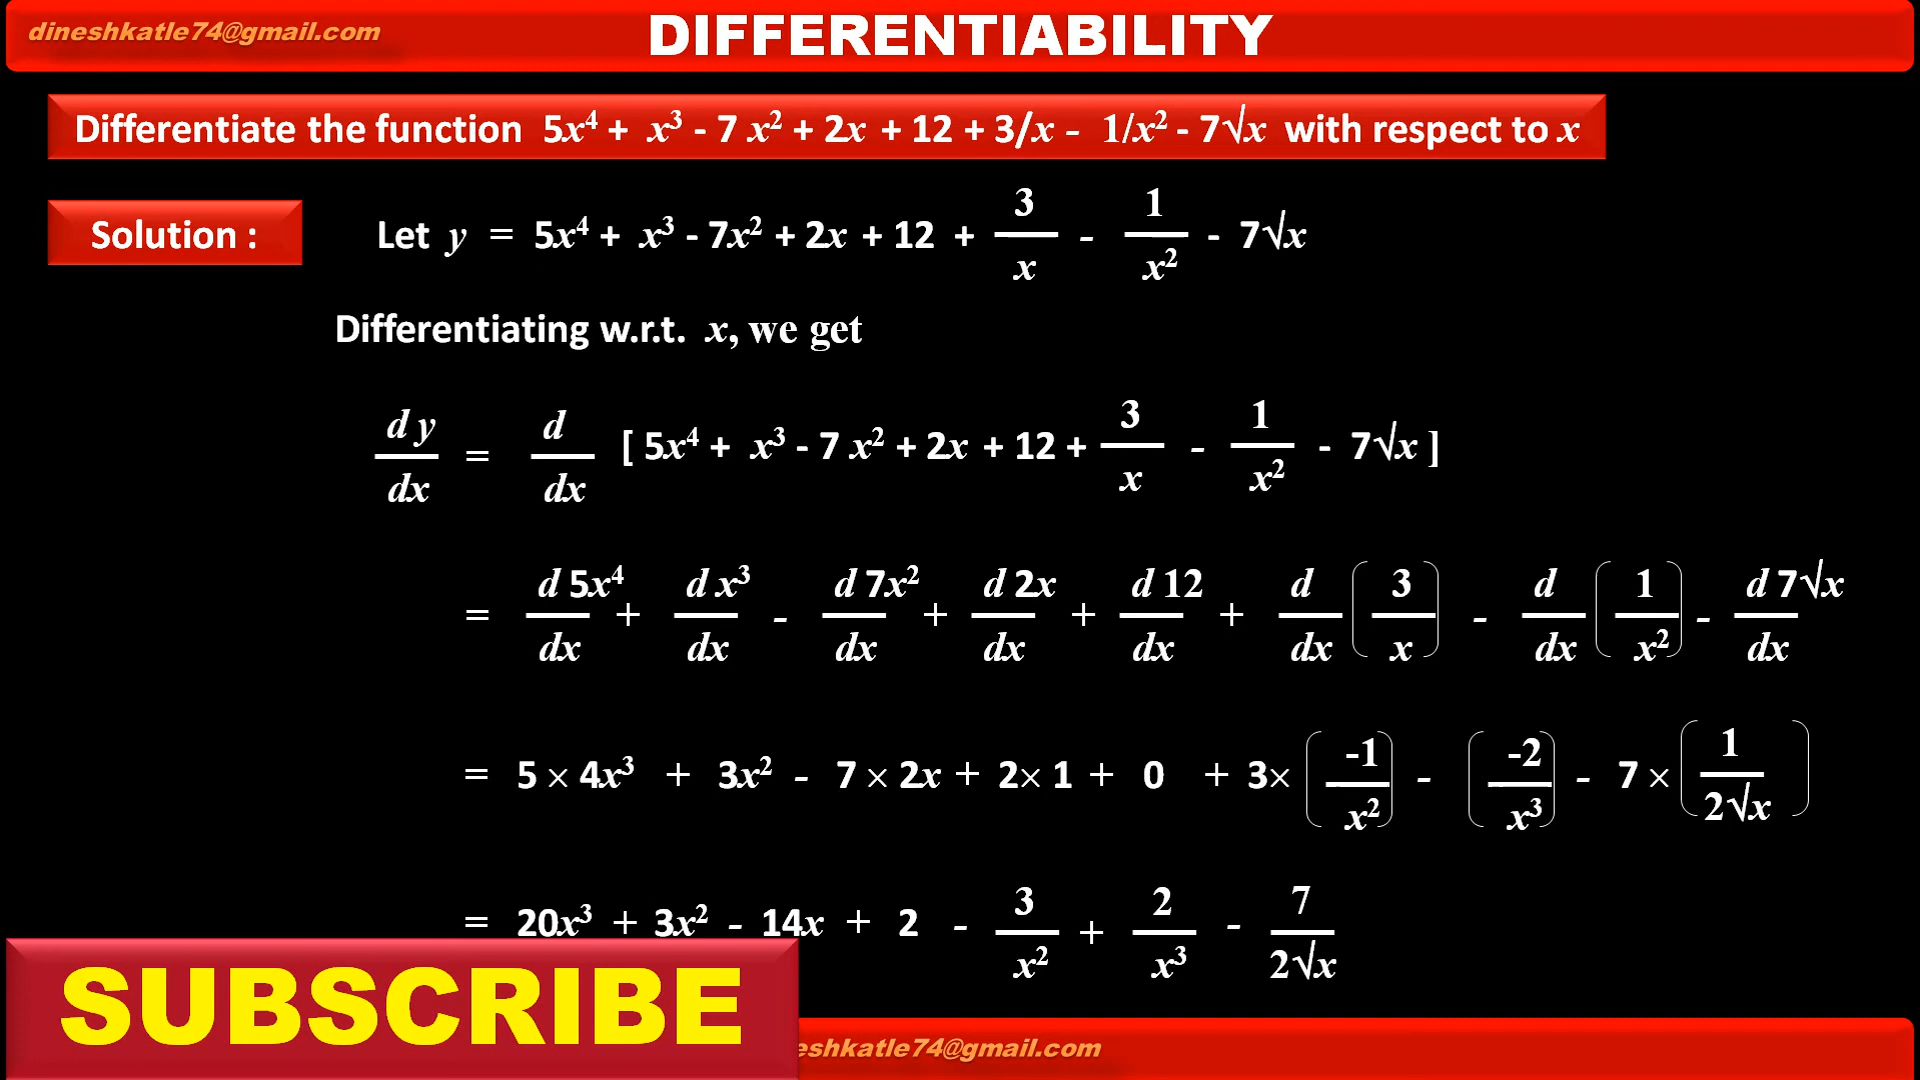 dineshkatle74@gmail.com
DIFFERENTIABILITY
Differentiate the function 5x⁴ + x³ - 7 x² + 2x + 12 + 3/x - 1/x² - 7√x with respect to x
Solution :
Let y = 5x⁴ + x³ - 7x² + 2x + 12 + 3/x - 1/x² - 7√x
Differentiating w.r.t. x, we get
d y/dx = d/dx [ 5x⁴ + x³ - 7 x² + 2x + 12 + 3/x - 1/x² - 7√x ]
= d 5x⁴/dx + d x³/dx - d 7x²/dx + d 2x/dx + d 12/dx + d/dx (3/x) - d/dx (1/x²) - d 7√x/dx
= 5 × 4x³ + 3x² - 7 × 2x + 2× 1 + 0 + 3× (-1/x²) - (-2/x³) - 7 × (1/2√x)
= 20x³ + 3x² - 14x + 2 - 3/x² + 2/x³ - 7/2√x
SUBSCRIBE
eshkatle74@gmail.com